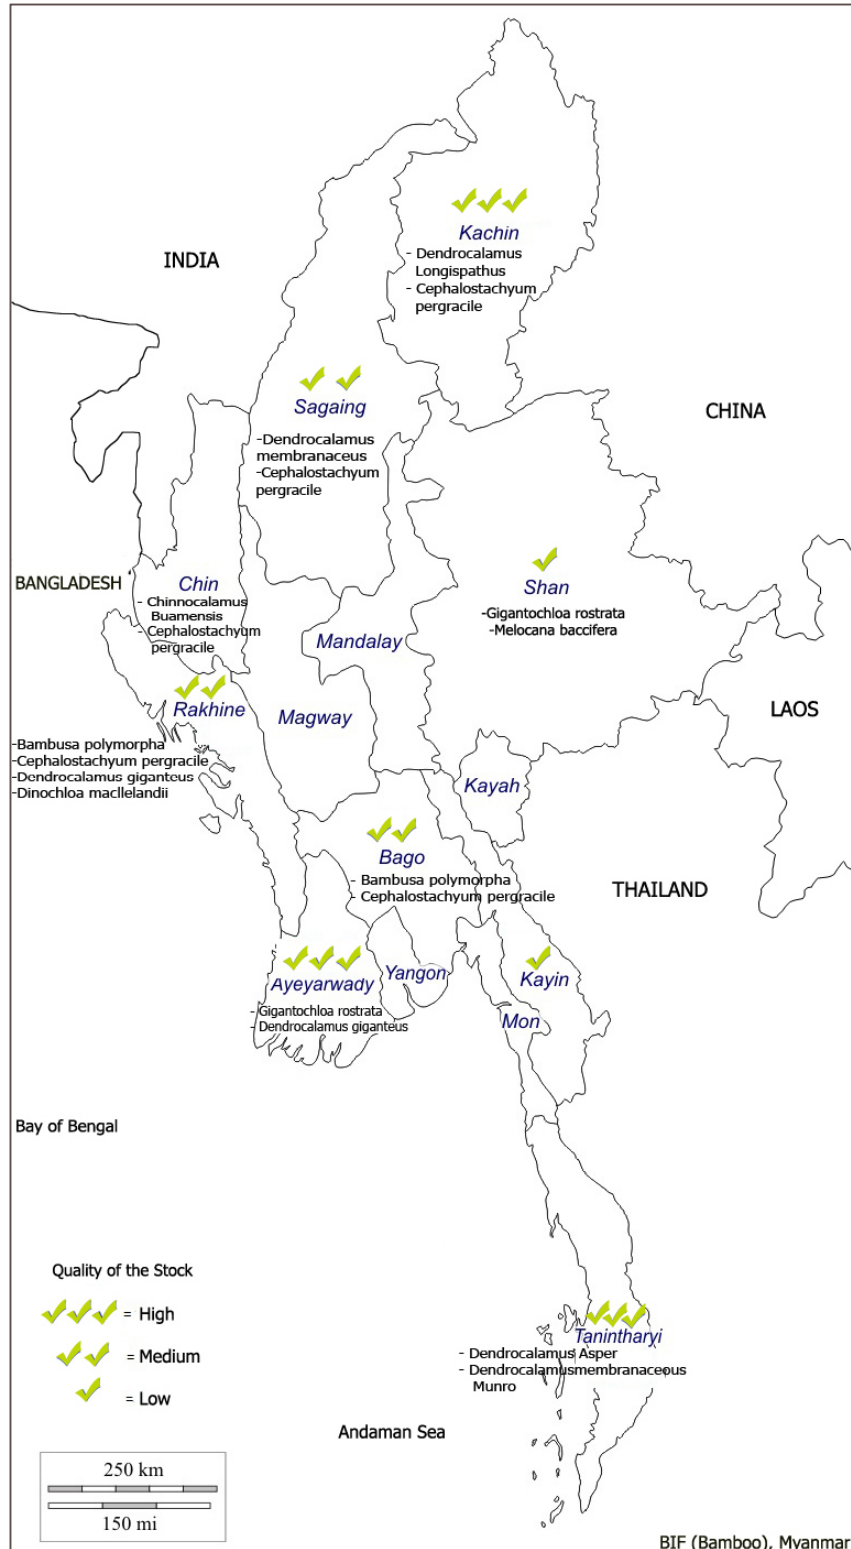 Kachin
- Dendrocalamus
Longispathus
- Cephalostachyum
pergracile
INDIA
Sagaing
-Dendrocalamus
membranaceus
-Cephalostachyum
pergracile
CHINA
BANGLADESH
Chin
- Chinnocalamus
Buamensis
- Cephalostachyum
pergracile
Shan
-Gigantochloa rostrata
-Melocana baccifera
Mandalay
Rakhine
-Bambusa polymorpha
-Cephalostachyum pergracile
-Dendrocalamus giganteus
-Dinochloa macllelandii
Magway
LAOS
Kayah
Bago
- Bambusa polymorpha
- Cephalostachyum pergracile
THAILAND
Ayeyarwady
- Gigantochloa rostrata
- Dendrocalamus giganteus
Yangon
Kayin
Mon
Bay of Bengal
Quality of the Stock
= High
= Medium
= Low
Tanintharyi
- Dendrocalamus Asper
- Dendrocalamusmembranaceous
Munro
Andaman Sea
250 km
150 mi
BIF (Bamboo), Myanmar